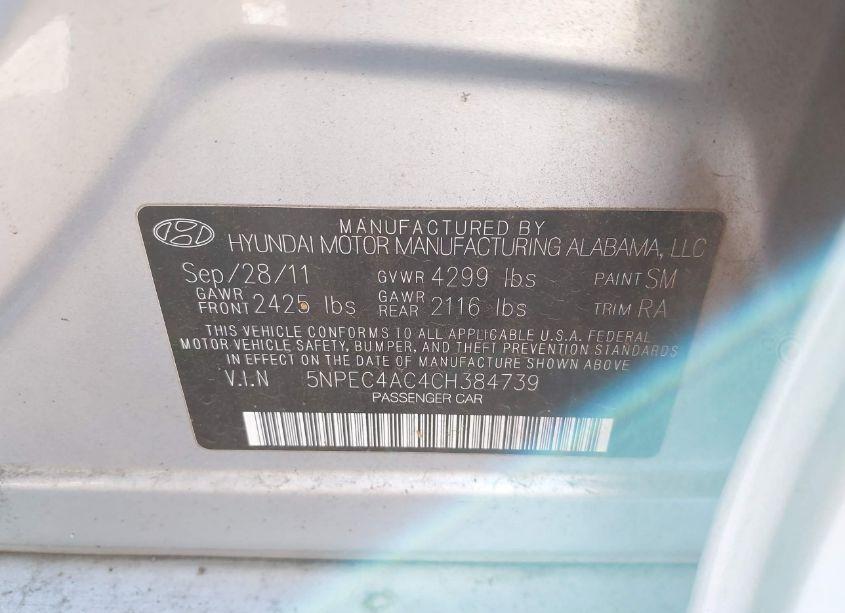 MANUFACTURED BY
HYUNDAI MOTOR MANUFACTURING ALABAMA, LLC
Sep/28/11 GVWR 4299 lbs PAINT SM
GAWR FRONT 2425 lbs GAWR REAR 2116 lbs TRIM RA
THIS VEHICLE CONFORMS TO ALL APPLICABLE U.S.A. FEDERAL
MOTOR VEHICLE SAFETY, BUMPER, AND THEFT PREVENTION STANDARDS
IN EFFECT ON THE DATE OF MANUFACTURE SHOWN ABOVE
V.I.N 5NPEC4AC4CH384739
PASSENGER CAR